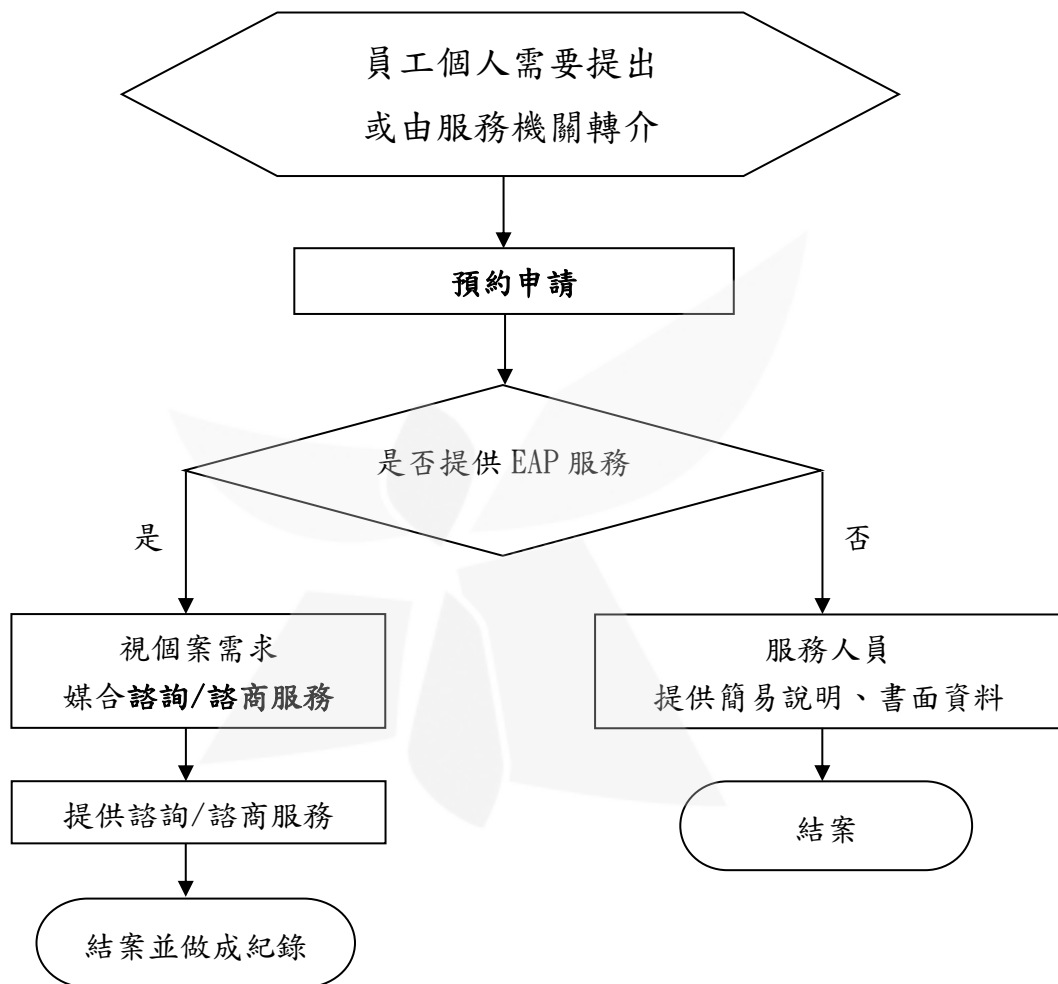 員工個人需要提出
或由服務機關轉介
預約申請
是否提供 EAP 服務
是
否
視個案需求
媒合諮詢/諮商服務
服務人員
提供簡易說明、書面資料
提供諮詢/諮商服務
結案
結案並做成紀錄